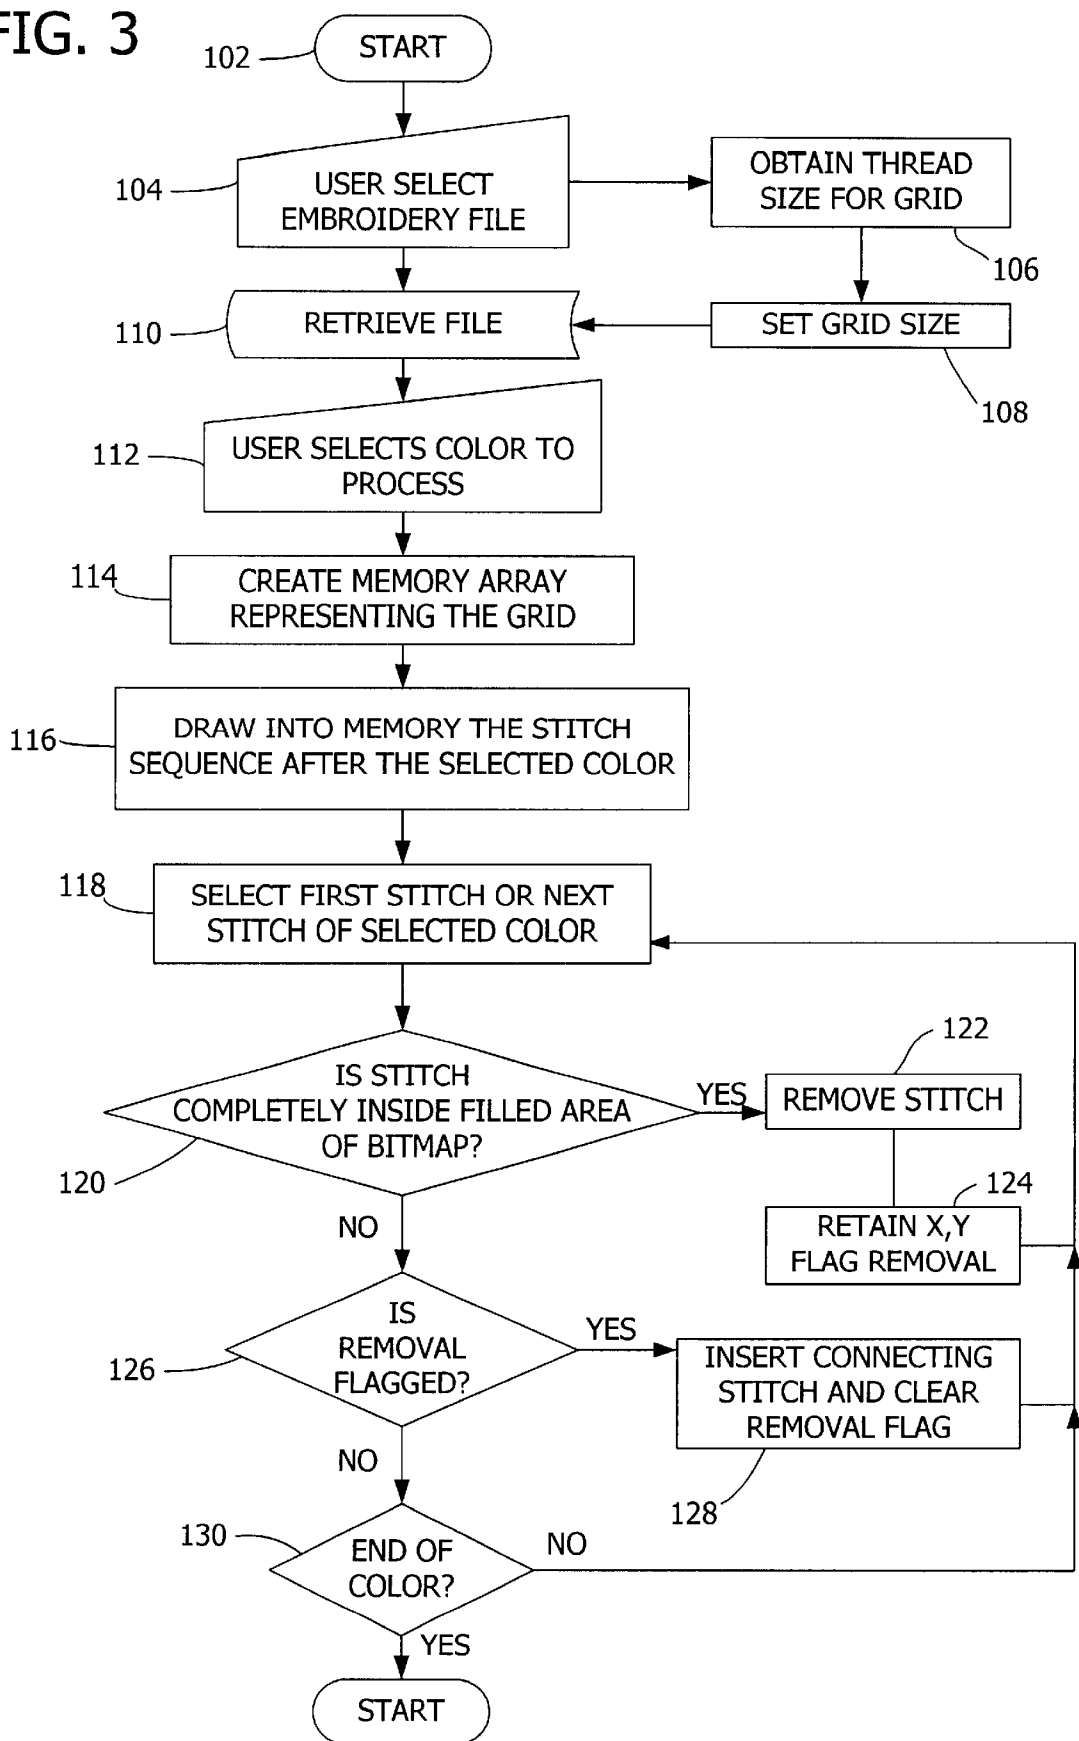 FIG. 3
102
START
104
USER SELECT
EMBROIDERY FILE
OBTAIN THREAD
SIZE FOR GRID
106
110
RETRIEVE FILE
SET GRID SIZE
108
112
USER SELECTS COLOR TO
PROCESS
114
CREATE MEMORY ARRAY
REPRESENTING THE GRID
116
DRAW INTO MEMORY THE STITCH
SEQUENCE AFTER THE SELECTED COLOR
118
SELECT FIRST STITCH OR NEXT
STITCH OF SELECTED COLOR
120
IS STITCH
COMPLETELY INSIDE FILLED AREA
OF BITMAP?
YES
122
REMOVE STITCH
124
RETAIN X,Y
FLAG REMOVAL
NO
126
IS
REMOVAL
FLAGGED?
YES
INSERT CONNECTING
STITCH AND CLEAR
REMOVAL FLAG
128
NO
130
END OF
COLOR?
NO
YES
START